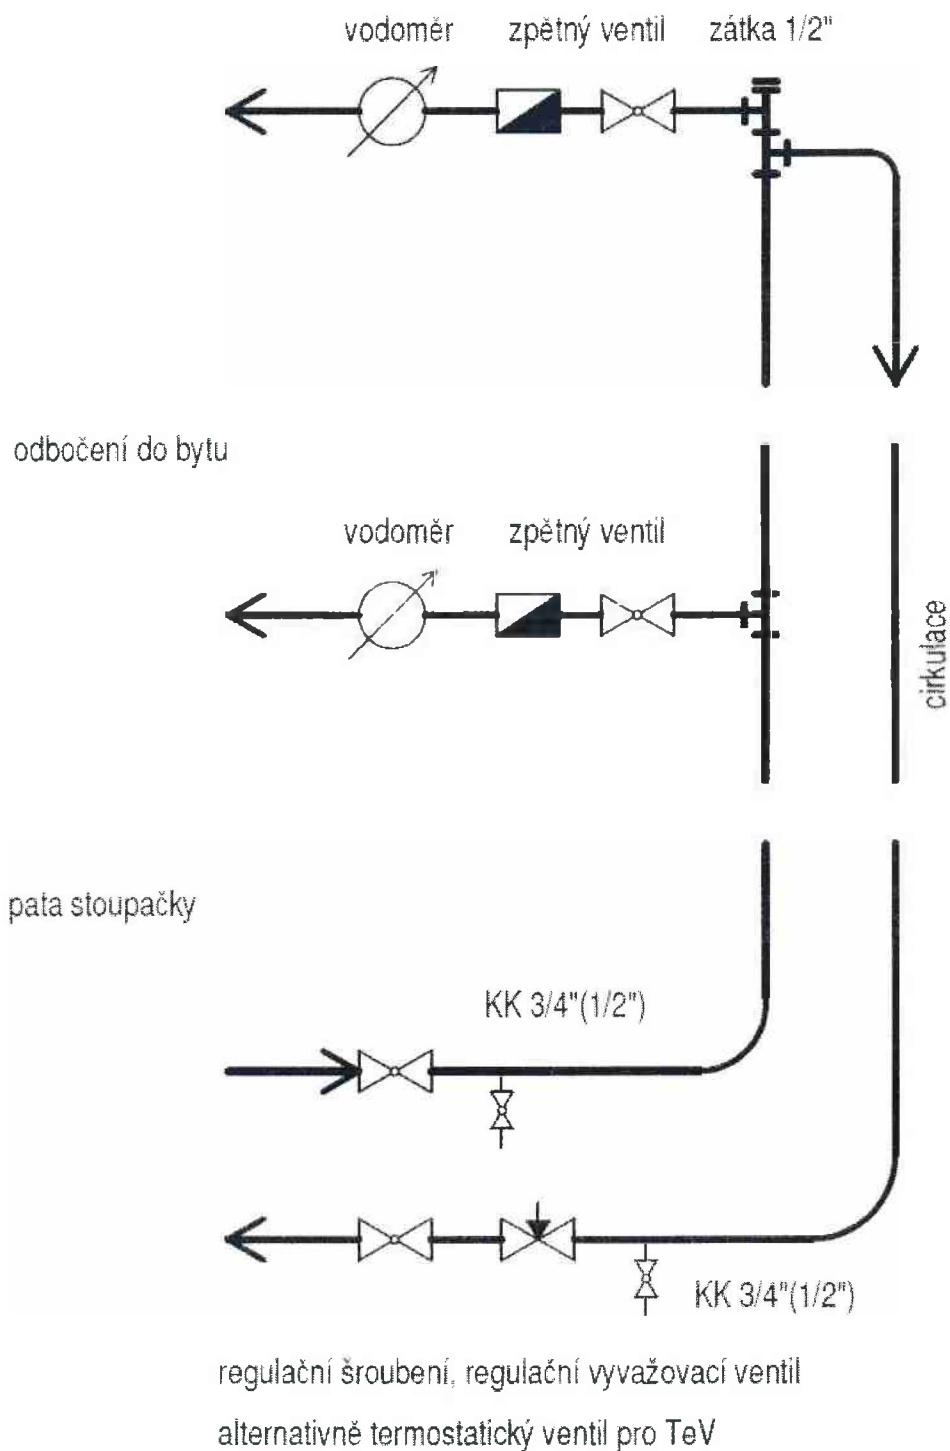 vodoměr zpětný ventil zátka 1/2"
odbočení do bytu
vodoměr zpětný ventil
cirkulace
pata stoupačky
KK 3/4"(1/2")
KK 3/4"(1/2")
regulační šroubení, regulační vyvažovací ventil
alternativně termostatický ventil pro TeV